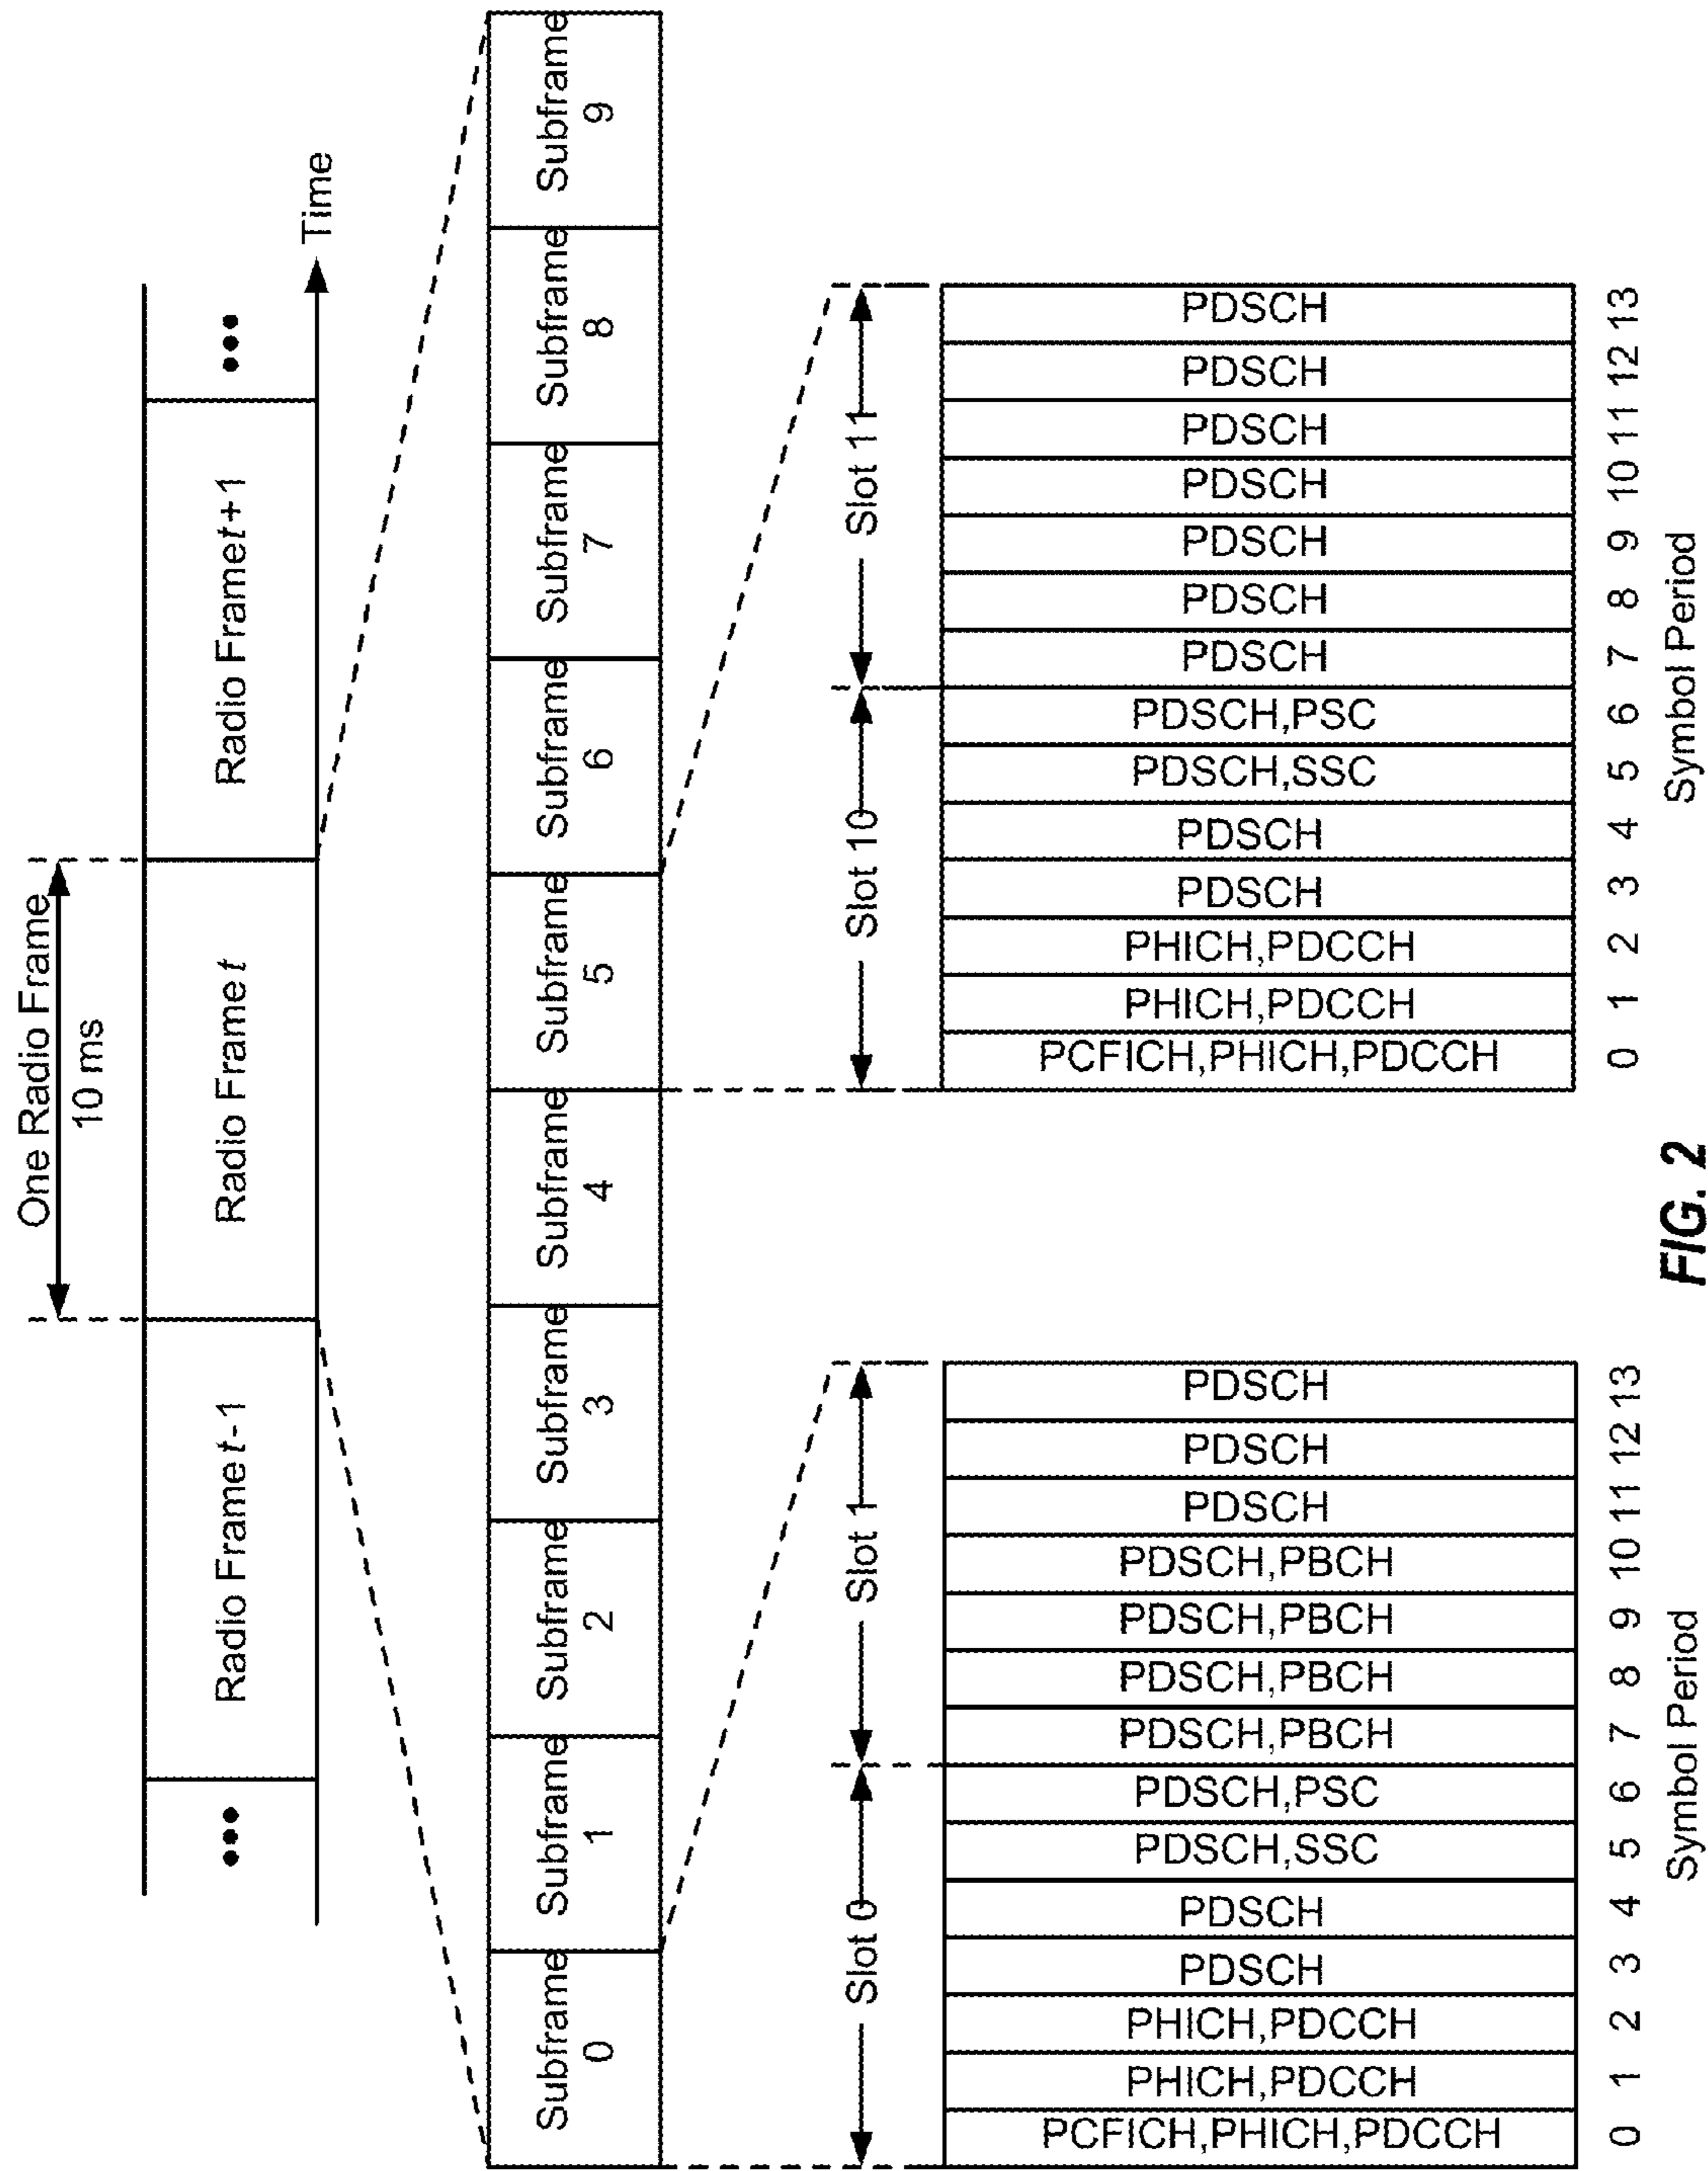 One Radio Frame
10 ms
••• Radio Frame t-1 Radio Frame t Radio Frame t+1 •••
Time
Subframe 0 Subframe 1 Subframe 2 Subframe 3 Subframe 4 Subframe 5 Subframe 6 Subframe 7 Subframe 8 Subframe 9
Slot 0 Slot 1 Slot 10 Slot 11
PCFICH,PHICH,PDCCH
PHICH,PDCCH
PHICH,PDCCH
PDSCH
PDSCH
PDSCH,SSC
PDSCH,PSC
PDSCH,PBCH
PDSCH,PBCH
PDSCH,PBCH
PDSCH,PBCH
PDSCH
PDSCH
PDSCH
0 1 2 3 4 5 6 7 8 9 10 11 12 13
Symbol Period
PCFICH,PHICH,PDCCH
PHICH,PDCCH
PHICH,PDCCH
PDSCH
PDSCH
PDSCH,SSC
PDSCH,PSC
PDSCH
PDSCH
PDSCH
PDSCH
PDSCH
PDSCH
PDSCH
0 1 2 3 4 5 6 7 8 9 10 11 12 13
Symbol Period
FIG. 2